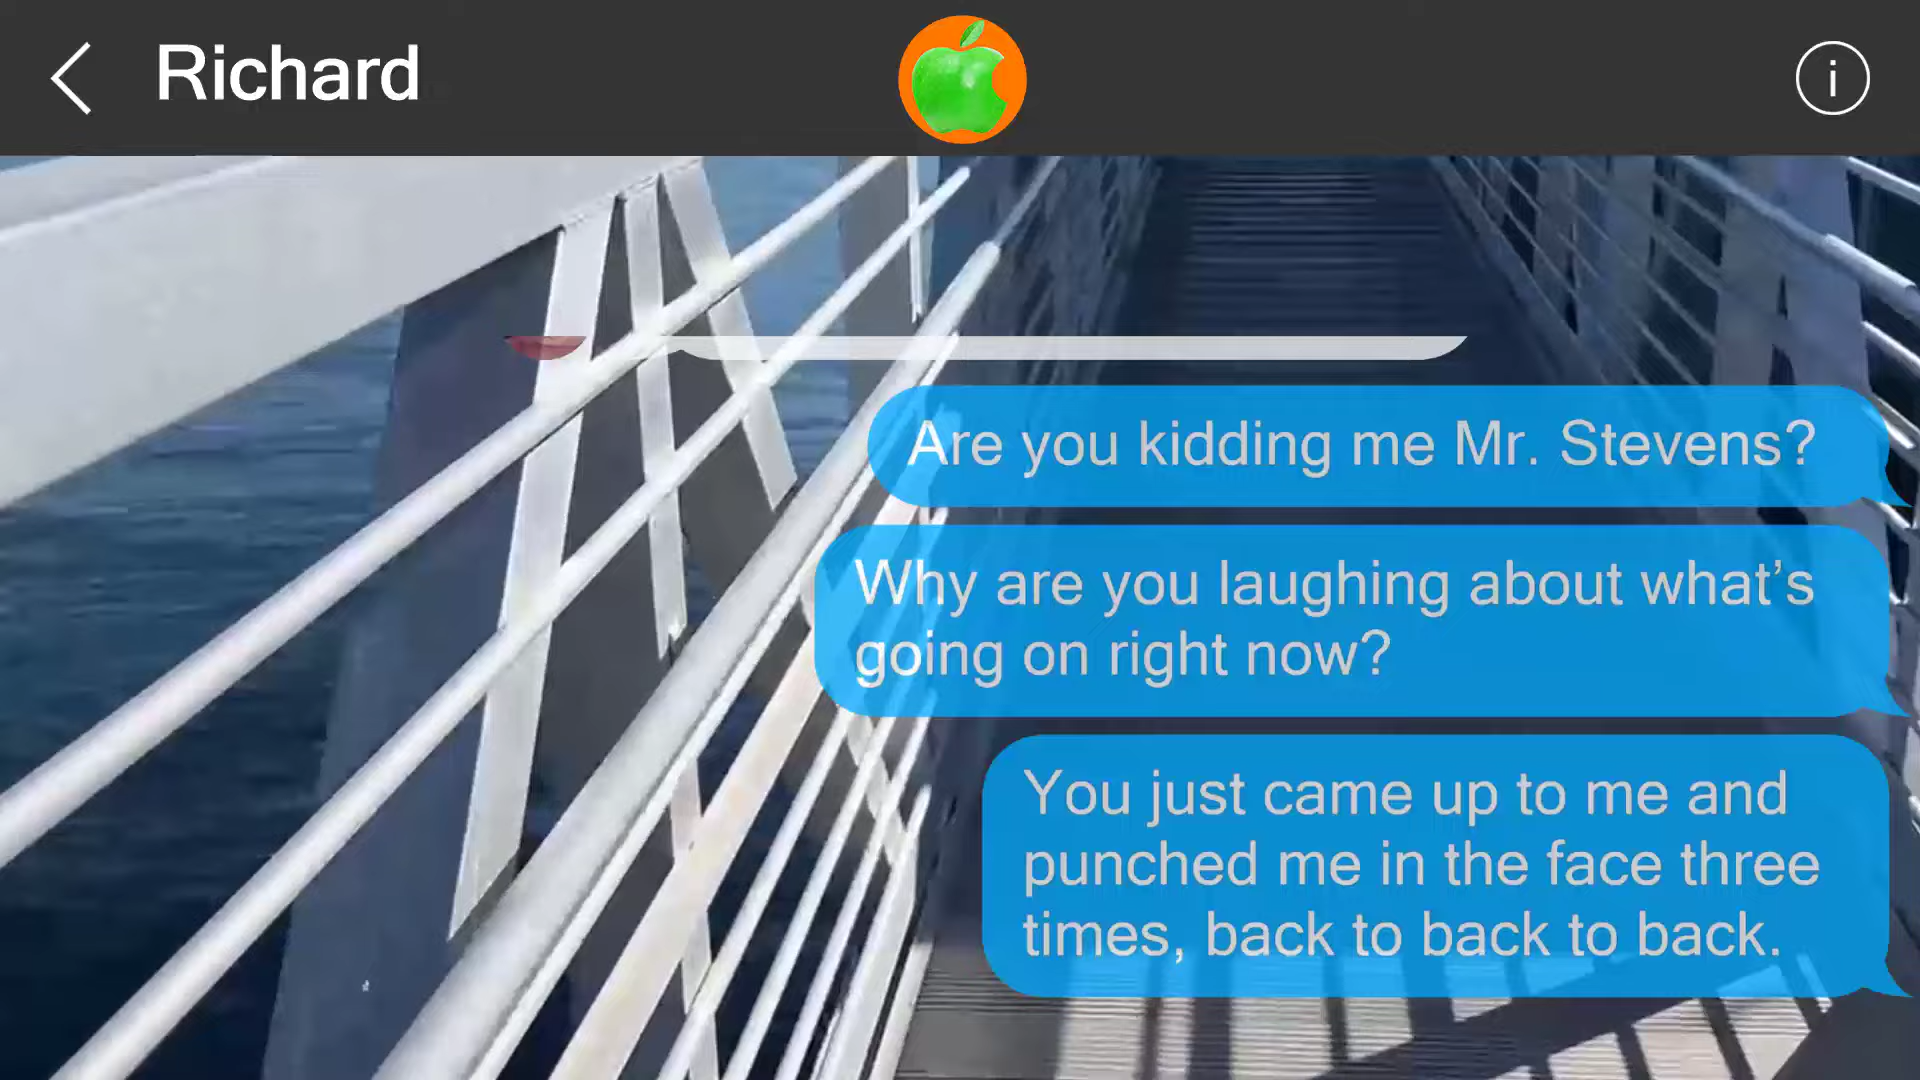 Richard
i
Are you kidding me Mr. Stevens?
Why are you laughing about what’s
going on right now?
You just came up to me and
punched me in the face three
times, back to back to back.